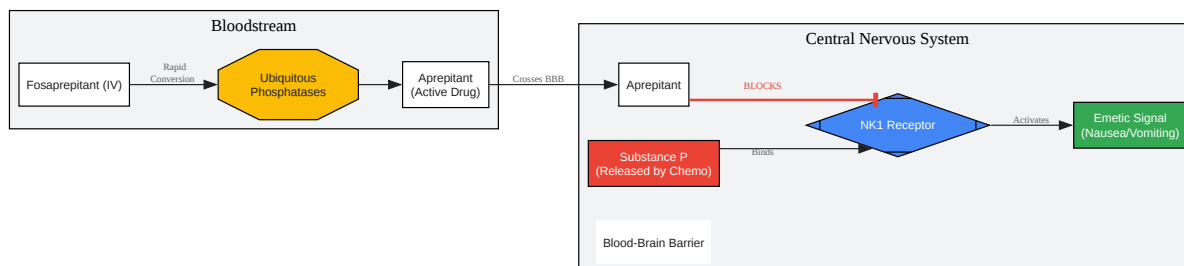 Bloodstream
Fosaprepitant (IV)
Rapid
Conversion
Ubiquitous
Phosphatases
Aprepitant
(Active Drug)
Crosses BBB
Central Nervous System
Aprepitant
BLOCKS
NK1 Receptor
Activates
Emetic Signal
(Nausea/Vomiting)
Substance P
(Released by Chemo)
Binds
Blood-Brain Barrier